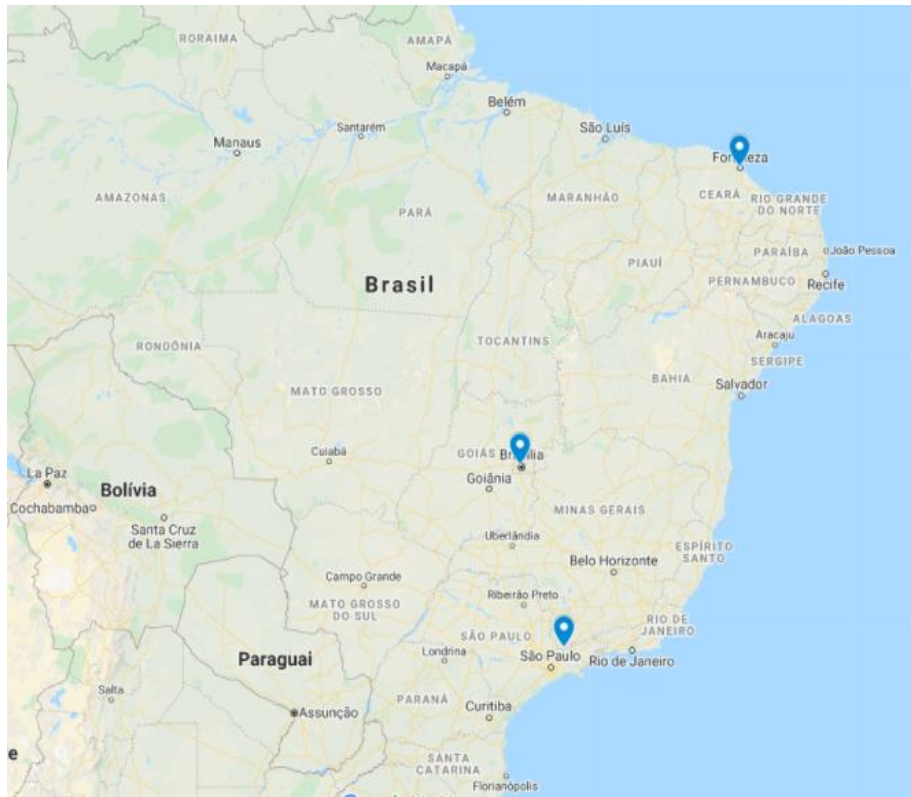 RORAIMA
AMAPÁ
Macapá
Belém
São Luís
Santarém
Manaus
Fortaleza
AMAZONAS
PARÁ
MARANHÃO
CEARÁ
RIO GRANDE
DO NORTE
PARAÍBA
João Pessoa
PIAUÍ
PERNAMBUCO
Recife
Brasil
ALAGOAS
Aracaju
SERGIPE
RONDÔNIA
TOCANTINS
BAHIA
Salvador
MATO GROSSO
Cuiabá
GOIÁS
Brasília
Goiânia
La Paz
Bolívia
Cochabamba
Santa Cruz
de La Sierra
MINAS GERAIS
Uberlândia
Belo Horizonte
ESPÍRITO
SANTO
Campo Grande
MATO GROSSO
DO SUL
Ribeirão Preto
RIO DE
JANEIRO
SÃO PAULO
São Paulo
Rio de Janeiro
Londrina
Paraguai
Salta
Assunção
PARANÁ
Curitiba
SANTA
CATARINA
Florianópolis
e